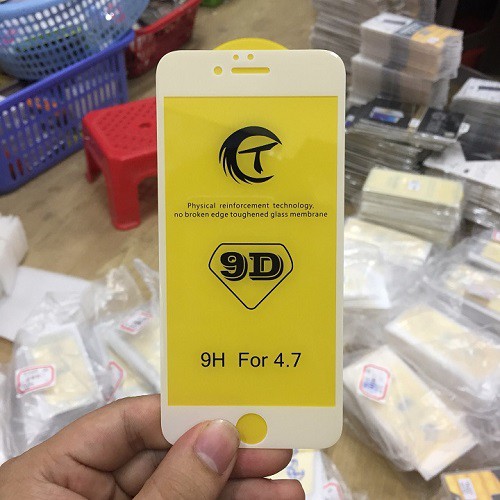 T
Physical reinforcement technology.
no broken edge toughened glass membrane
9D
9H For 4.7